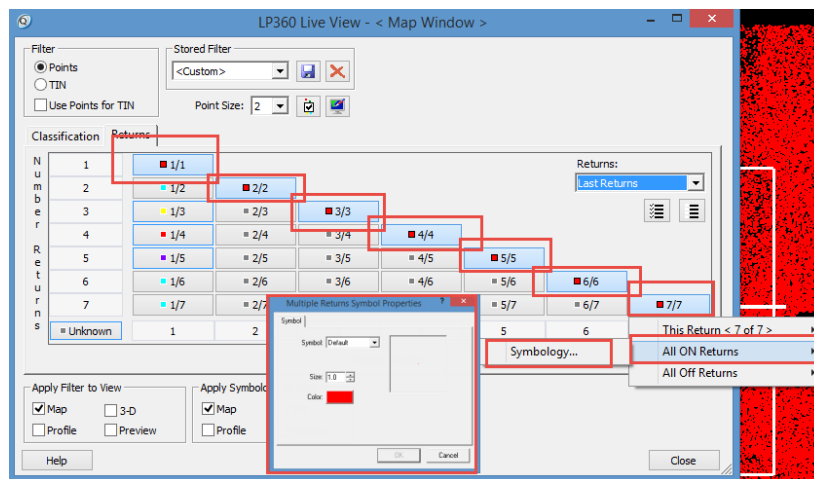 LP360 Live View - < Map Window >
Filter
Stored Filter
Points
<Custom>
TIN
Use Points for TIN
Point Size: 2
Classification
Returns
Number Returns
Returns:
Last Returns
1 1/1
2 1/2 2/2
3 1/3 2/3 3/3
4 1/4 2/4 3/4 4/4
5 1/5 2/5 3/5 4/5 5/5
6 1/6 2/6 3/6 4/6 5/6 6/6
7 1/7 2/7 5/7 6/7 7/7
Unknown 1 2 5 6
Multiple Returns Symbol Properties ? ×
Symbol
Symbol: Default
Size: 1.0
Color:
OK Cancel
This Return < 7 of 7 >
Symbology...
All ON Returns
All Off Returns
Apply Filter to View
Map 3-D
Profile Preview
Apply Symbolo
Map
Profile
Help
Close